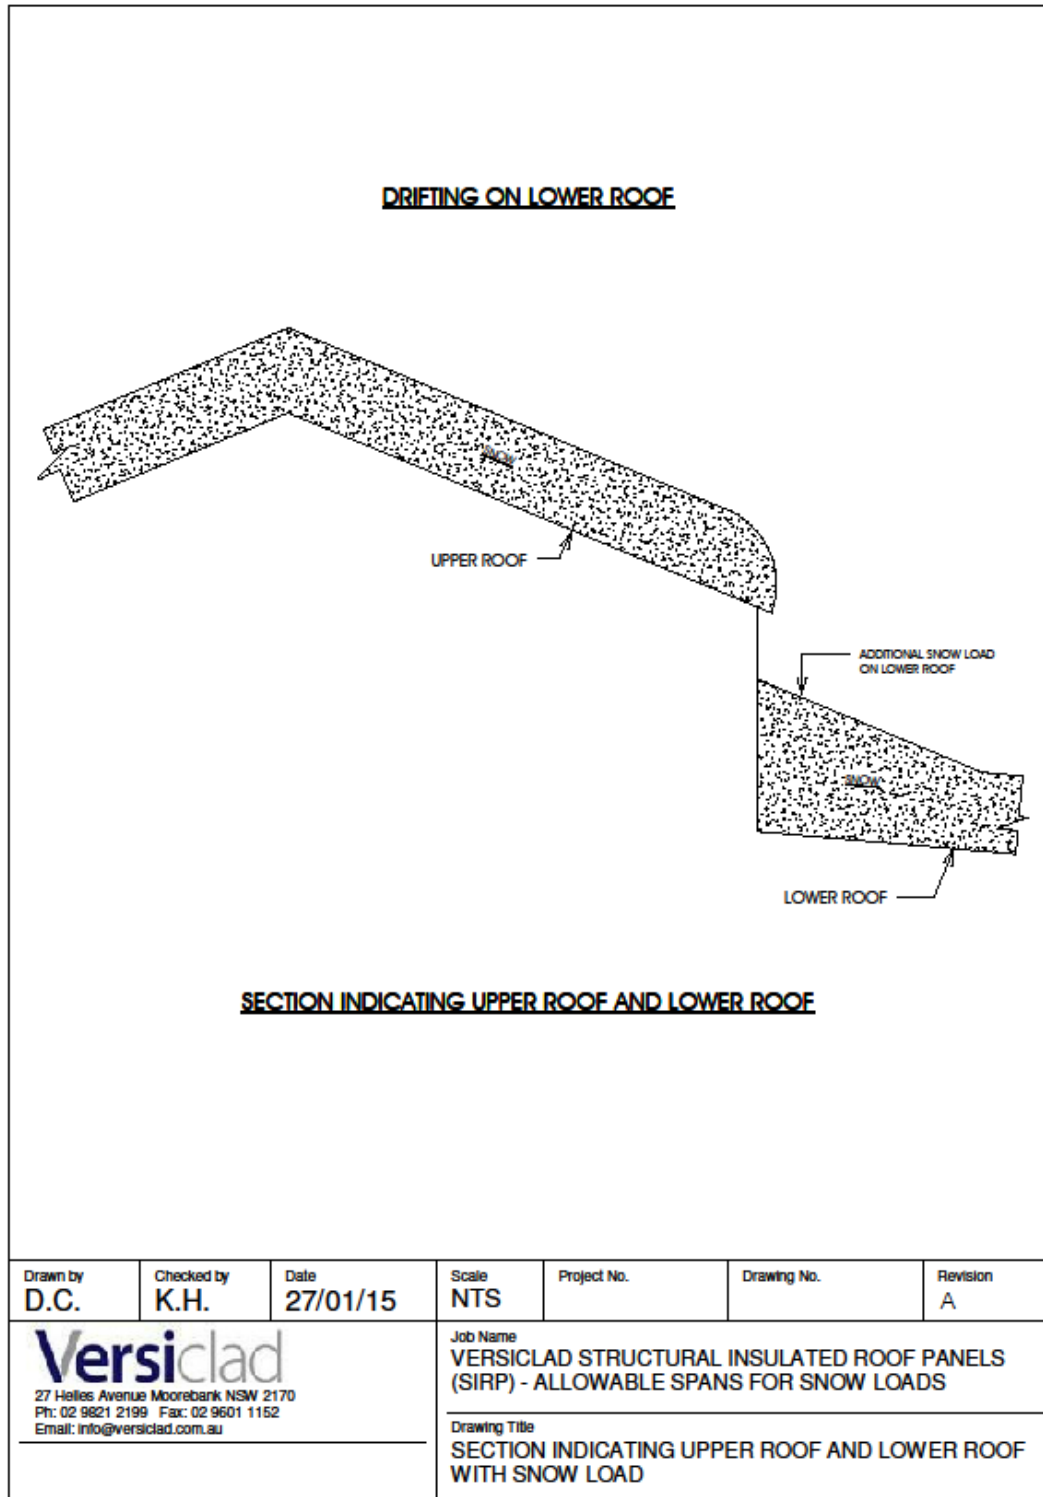 DRIFTING ON LOWER ROOF
SNOW
UPPER ROOF
ADDITIONAL SNOW LOAD
ON LOWER ROOF
SNOW
LOWER ROOF
SECTION INDICATING UPPER ROOF AND LOWER ROOF
Drawn by
D.C.
Checked by
K.H.
Date
27/01/15
Scale
NTS
Project No.
Drawing No.
Revision
A
Versiclad
27 Helles Avenue Moorebank NSW 2170
Ph: 02 9821 2199 Fax: 02 9601 1152
Email: info@versiclad.com.au
Job Name
VERSICLAD STRUCTURAL INSULATED ROOF PANELS
(SIRP) - ALLOWABLE SPANS FOR SNOW LOADS
Drawing Title
SECTION INDICATING UPPER ROOF AND LOWER ROOF
WITH SNOW LOAD